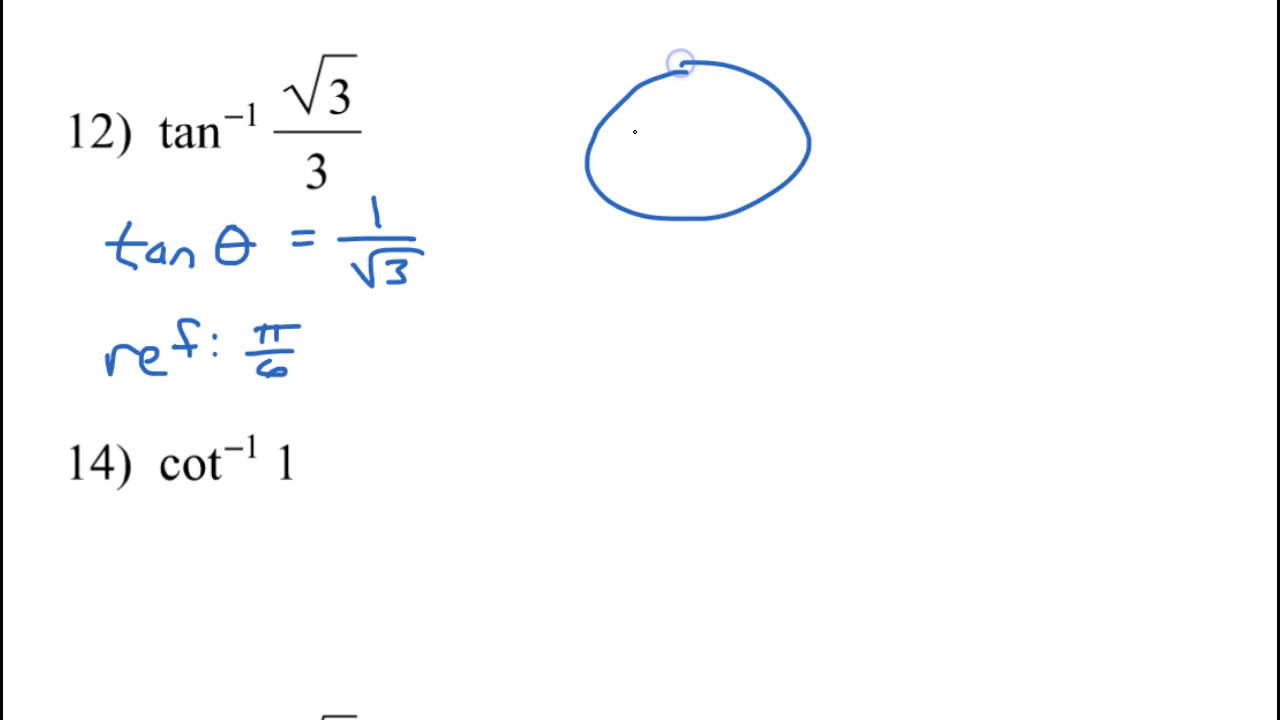 12) tan⁻¹ √3/3
tan θ = 1/√3
ref: π/6
14) cot⁻¹ 1